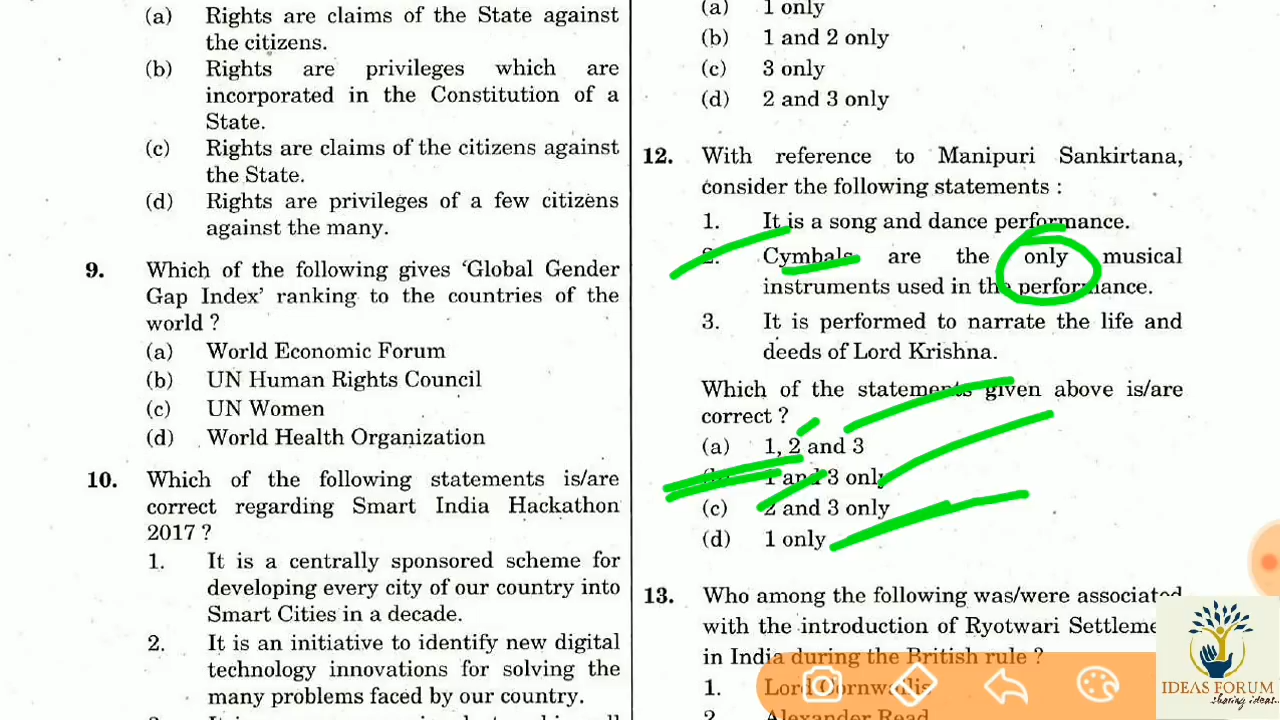 (a) Rights are claims of the State against
the citizens.
(b) Rights are privileges which are
incorporated in the Constitution of a
State.
(c) Rights are claims of the citizens against
the State.
(d) Rights are privileges of a few citizens
against the many.
9. Which of the following gives ‘Global Gender
Gap Index’ ranking to the countries of the
world ?
(a) World Economic Forum
(b) UN Human Rights Council
(c) UN Women
(d) World Health Organization
10. Which of the following statements is/are
correct regarding Smart India Hackathon
2017 ?
1. It is a centrally sponsored scheme for
developing every city of our country into
Smart Cities in a decade.
2. It is an initiative to identify new digital
technology innovations for solving the
many problems faced by our country.
(a) 1 only
(b) 1 and 2 only
(c) 3 only
(d) 2 and 3 only
12. With reference to Manipuri Sankirtana,
consider the following statements :
1. It is a song and dance performance.
2. Cymbals are the only musical
instruments used in the performance.
3. It is performed to narrate the life and
deeds of Lord Krishna.
Which of the statements given above is/are
correct ?
(a) 1, 2 and 3
(b) 1 and 3 only
(c) 2 and 3 only
(d) 1 only
13. Who among the following was/were associated
with the introduction of Ryotwari Settleme
in India during the British rule ?
1. Lord Cornwallis
2. Alexander Read
IDEAS FORUM
sharing ideas